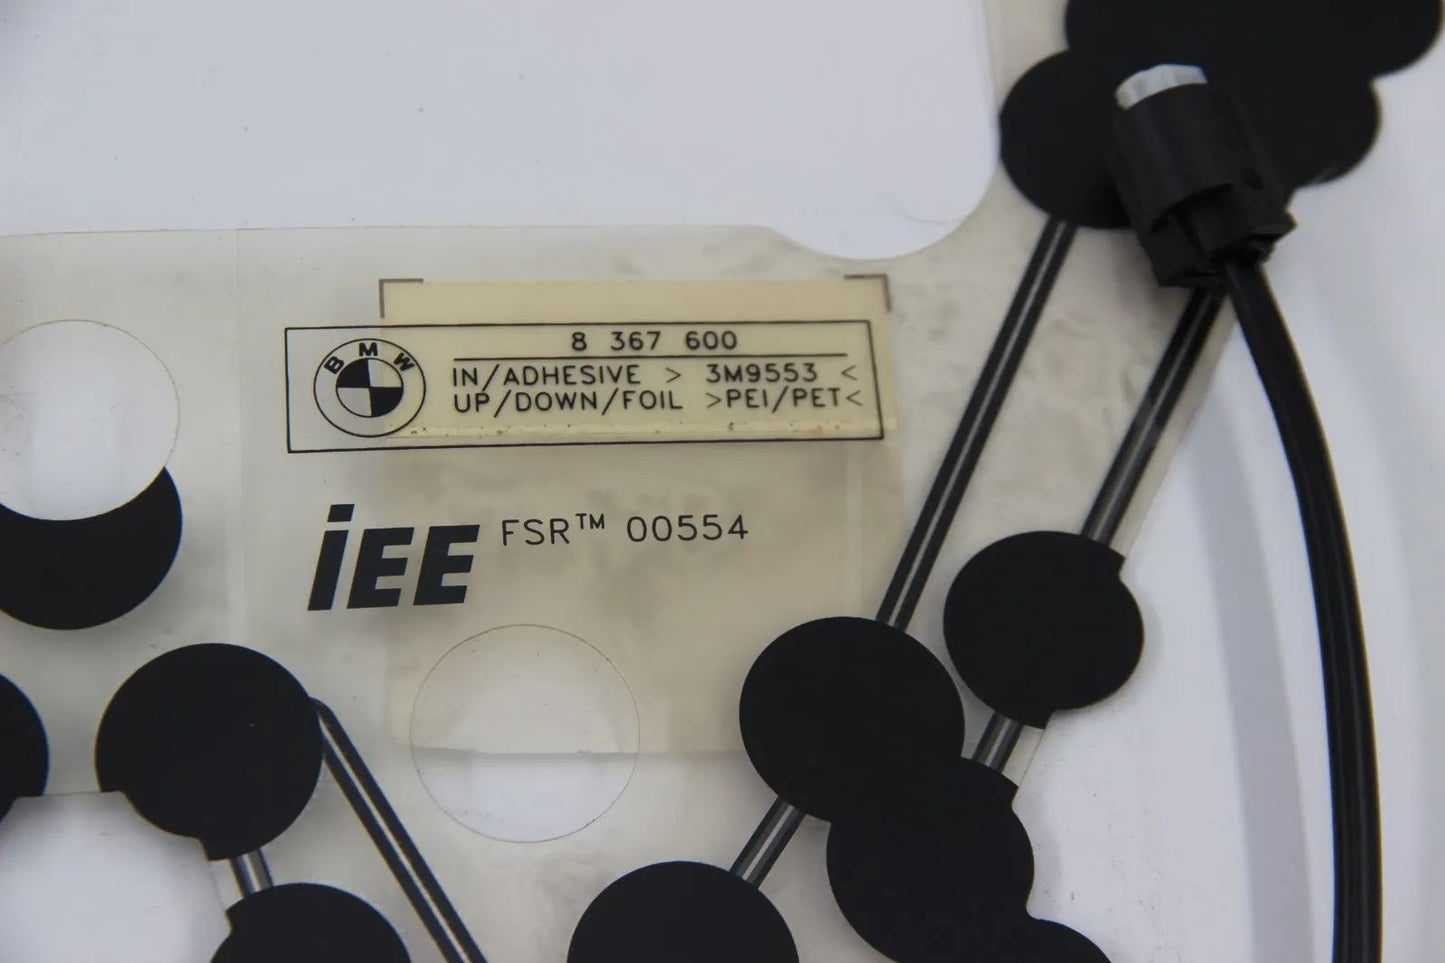 8 367 600
BMW
IN/ADHESIVE > 3M9553 <
UP/DOWN/FOIL >PEI/PET<
iEE FSR™ 00554